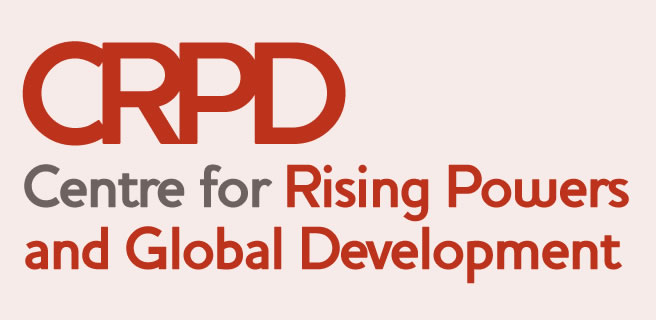 CRPD
Centre for Rising Powers
and Global Development